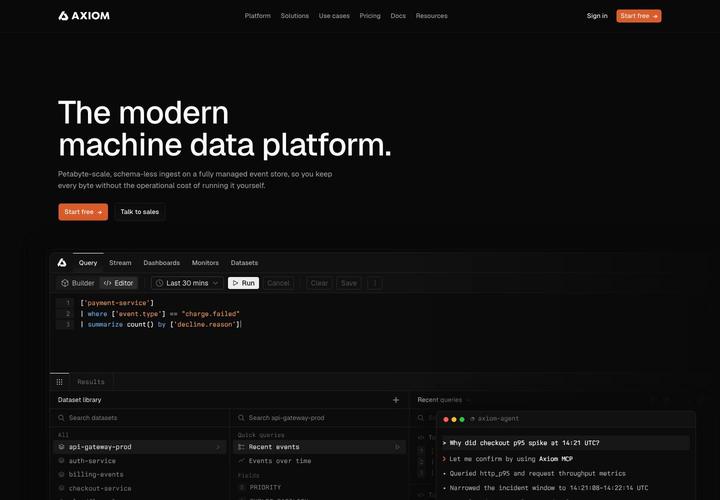 AXIOM
Platform Solutions Use cases Pricing Docs Resources
Sign in
Start free →
The modern
machine data platform.
Petabyte-scale, schema-less ingest on a fully managed event store, so you keep
every byte without the operational cost of running it yourself.
Start free →
Talk to sales
Query Stream Dashboards Monitors Datasets
Builder </> Editor Last 30 mins Run Cancel Clear Save
1 ['payment-service']
2 | where ['event.type'] == "charge.failed"
3 | summarize count() by ['decline.reason']
Results
Dataset library +
Recent queries
Search datasets
Search api-gateway-prod
All
Quick queries
api-gateway-prod
Recent events
auth-service
Events over time
billing-events
Fields
checkout-service
PRIORITY
1
2
3
axiom-agent
> Why did checkout p95 spike at 14:21 UTC?
Let me confirm by using Axiom MCP
• Queried http_p95 and request throughput metrics
• Narrowed the incident window to 14:21:08–14:22:14 UTC